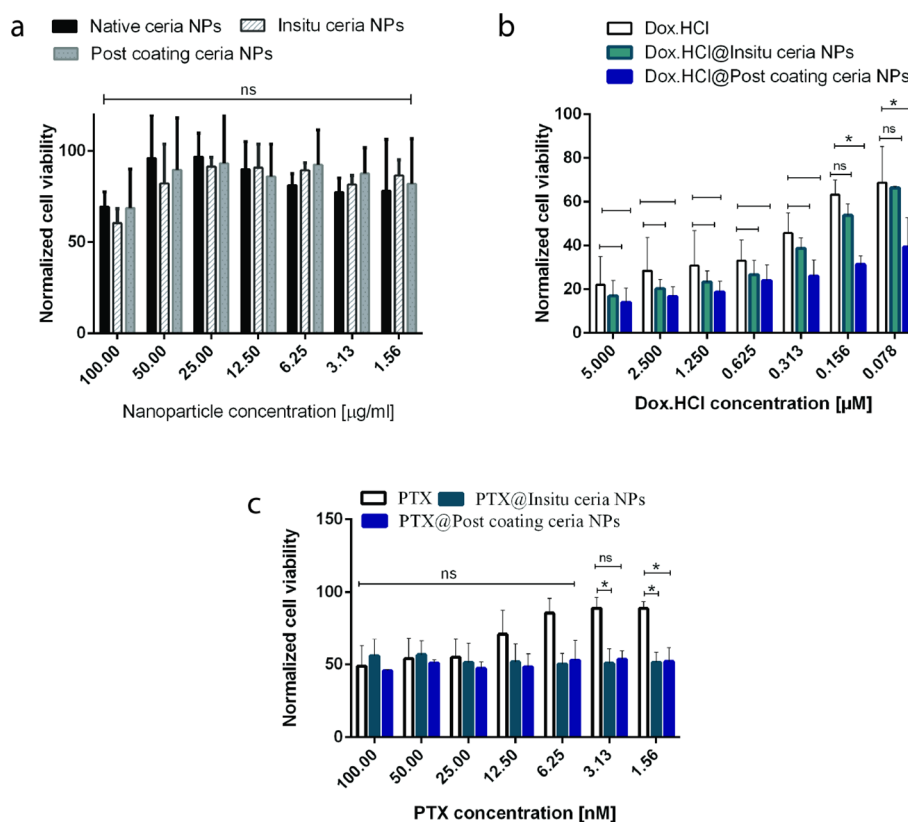 a
Native ceria NPs
Insitu ceria NPs
Post coating ceria NPs
ns
Normalized cell viability
100
50
0
100.00
50.00
25.00
12.50
6.25
3.13
1.56
Nanoparticle concentration [μg/ml]
b
Dox.HCl
Dox.HCl@Insitu ceria NPs
Dox.HCl@Post coating ceria NPs
Normalized cell viability
100
80
60
40
20
0
*
ns
*
ns
5.000
2.500
1.250
0.625
0.313
0.156
0.078
Dox.HCl concentration [μM]
c
PTX
PTX@Insitu ceria NPs
PTX@Post coating ceria NPs
Normalized cell viability
150
100
50
0
ns
ns
*
*
*
100.00
50.00
25.00
12.50
6.25
3.13
1.56
PTX concentration [nM]